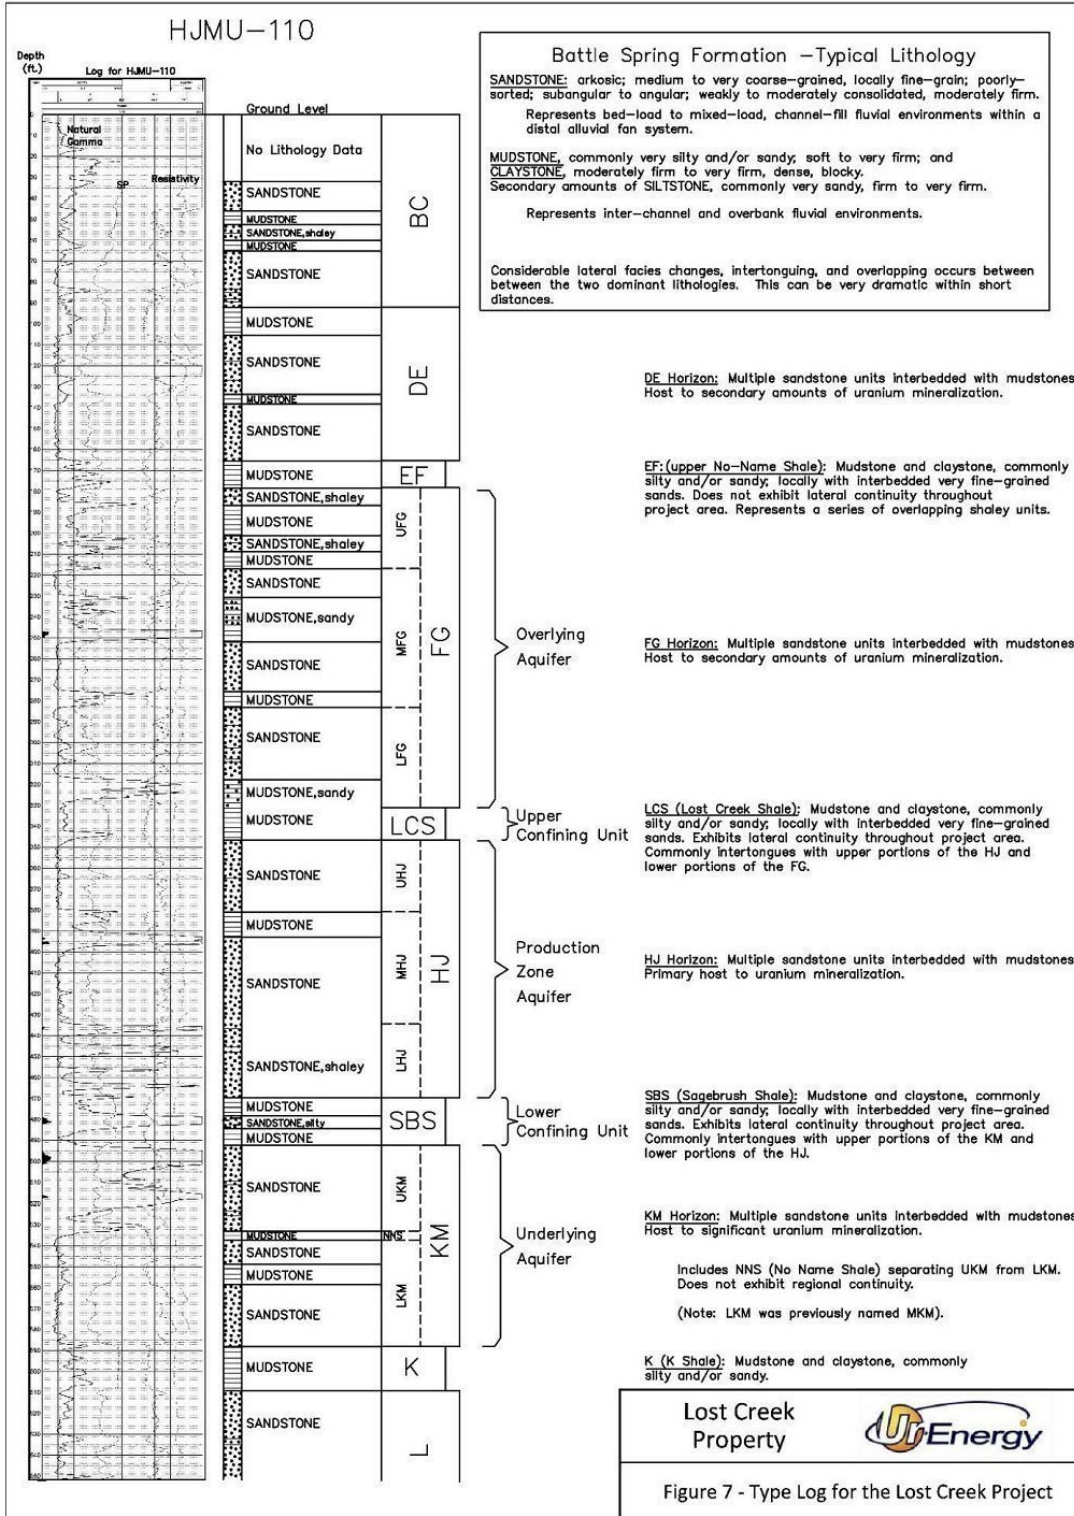 HJMU-110
Depth
(ft.)
Log for HJMU-110
Natural
Gamma
SP
Resistivity
Ground Level
No Lithology Data
SANDSTONE
MUDSTONE
SANDSTONE,shaley
MUDSTONE
SANDSTONE
BC
MUDSTONE
SANDSTONE
MUDSTONE
SANDSTONE
DE
MUDSTONE
EF
SANDSTONE,shaley
MUDSTONE
SANDSTONE,shaley
MUDSTONE
UFG
SANDSTONE
MUDSTONE,sandy
SANDSTONE
MUDSTONE
MFG
FG
SANDSTONE
MUDSTONE,sandy
LFG
Overlying
Aquifer
MUDSTONE
LCS
Upper
Confining Unit
SANDSTONE
UHJ
MUDSTONE
SANDSTONE
MHJ
HJ
SANDSTONE,shaley
LHJ
Production
Zone
Aquifer
MUDSTONE
SANDSTONE,silty
MUDSTONE
SBS
Lower
Confining Unit
SANDSTONE
UKM
MUDSTONE
NNS
KM
SANDSTONE
MUDSTONE
SANDSTONE
LKM
Underlying
Aquifer
MUDSTONE
K
SANDSTONE
L
Battle Spring Formation -Typical Lithology
SANDSTONE: arkosic; medium to very coarse-grained, locally fine-grain; poorly-
sorted; subangular to angular; weakly to moderately consolidated, moderately firm.
Represents bed-load to mixed-load, channel-fill fluvial environments within a
distal alluvial fan system.
MUDSTONE, commonly very silty and/or sandy; soft to very firm; and
CLAYSTONE, moderately firm to very firm, dense, blocky.
Secondary amounts of SILTSTONE, commonly very sandy, firm to very firm.
Represents inter-channel and overbank fluvial environments.
Considerable lateral facies changes, intertonguing, and overlapping occurs between
between the two dominant lithologies. This can be very dramatic within short
distances.
DE Horizon: Multiple sandstone units interbedded with mudstones
Host to secondary amounts of uranium mineralization.
EF:(upper No-Name Shale): Mudstone and claystone, commonly
silty and/or sandy; locally with interbedded very fine-grained
sands. Does not exhibit lateral continuity throughout
project area. Represents a series of overlapping shaley units.
FG Horizon: Multiple sandstone units interbedded with mudstones
Host to secondary amounts of uranium mineralization.
LCS (Lost Creek Shale): Mudstone and claystone, commonly
silty and/or sandy; locally with interbedded very fine-grained
sands. Exhibits lateral continuity throughout project area.
Commonly intertongues with upper portions of the HJ and
lower portions of the FG.
HJ Horizon: Multiple sandstone units interbedded with mudstones
Primary host to uranium mineralization.
SBS (Sagebrush Shale): Mudstone and claystone, commonly
silty and/or sandy; locally with interbedded very fine-grained
sands. Exhibits lateral continuity throughout project area.
Commonly intertongues with upper portions of the KM and
lower portions of the HJ.
KM Horizon: Multiple sandstone units interbedded with mudstones
Host to significant uranium mineralization.
Includes NNS (No Name Shale) separating UKM from LKM.
Does not exhibit regional continuity.
(Note: LKM was previously named MKM).
K (K Shale): Mudstone and claystone, commonly
silty and/or sandy.
Lost Creek
Property
Ur Energy
Figure 7 - Type Log for the Lost Creek Project